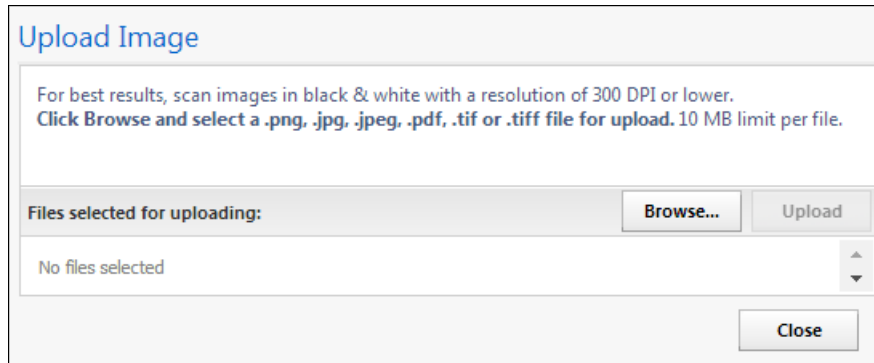 Upload Image
For best results, scan images in black & white with a resolution of 300 DPI or lower.
Click Browse and select a .png, .jpg, .jpeg, .pdf, .tif or .tiff file for upload. 10 MB limit per file.
Files selected for uploading: Browse... Upload
No files selected
Close